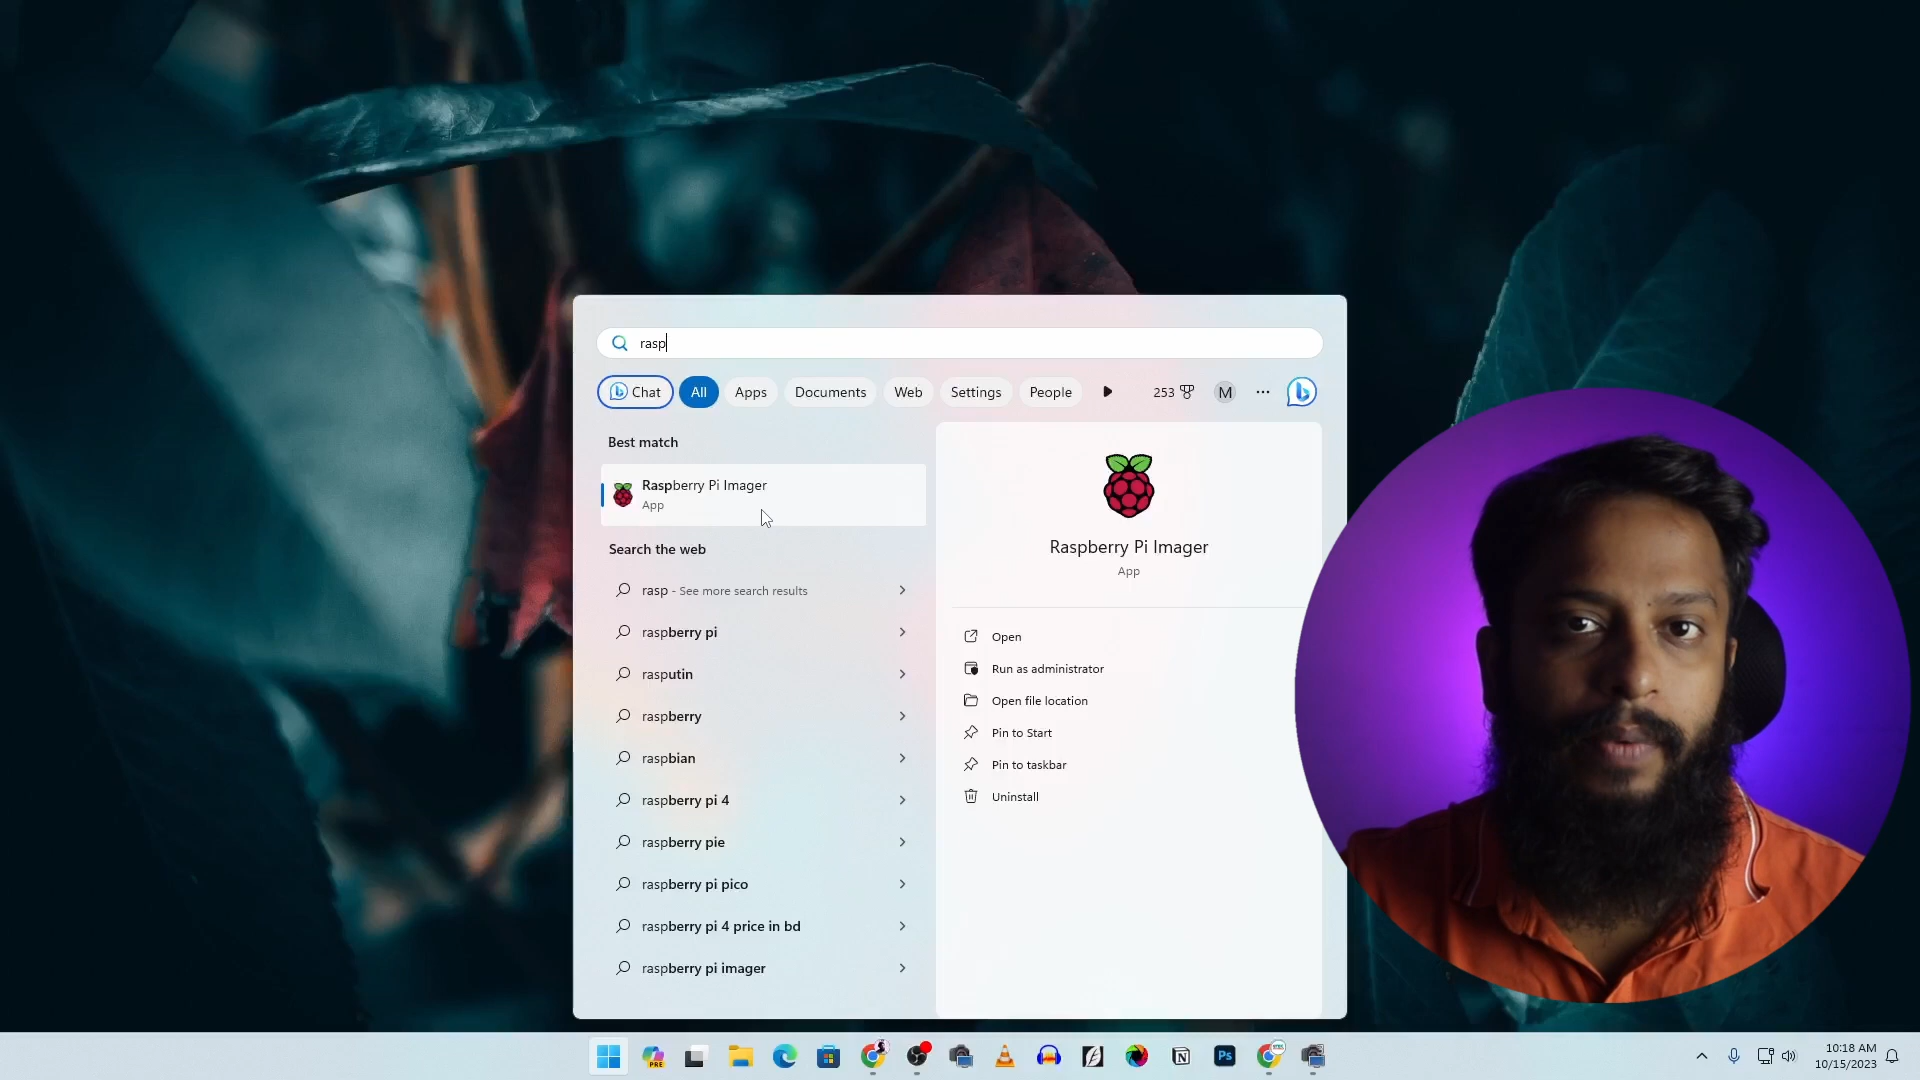 rasp
Chat All Apps Documents Web Settings People 253 M
Best match
Raspberry Pi Imager
App
Search the web
rasp - See more search results
raspberry pi
rasputin
raspberry
raspbian
raspberry pi 4
raspberry pie
raspberry pi pico
raspberry pi 4 price in bd
raspberry pi imager
Raspberry Pi Imager
App
Open
Run as administrator
Open file location
Pin to Start
Pin to taskbar
Uninstall
PRE
Ps
10:18 AM
10/15/2023